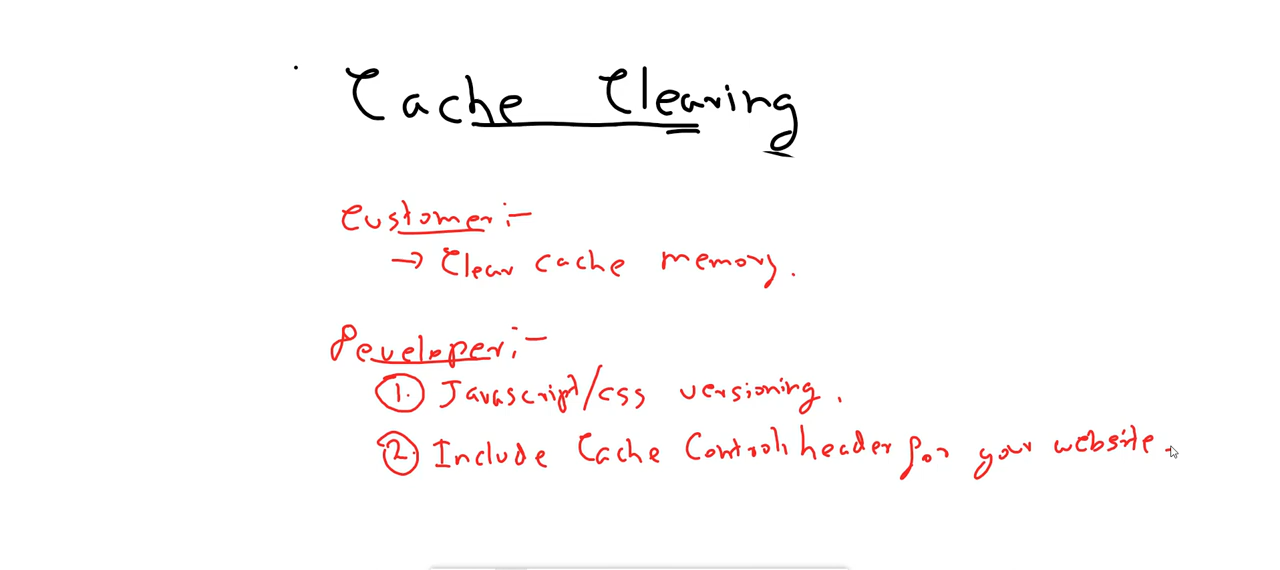 Cache Clearing
Customer:-
→ Clear cache memory.
Developer:-
1. Javascript/css versioning.
2. Include Cache Control header for your website.